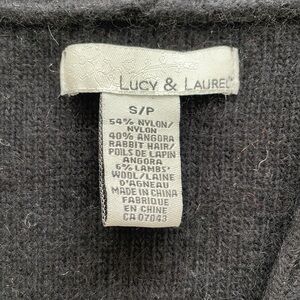 LUCY & LAUREL
S/P
54% NYLON/
NYLON
40% ANGORA
RABBIT HAIR/
POILS DE LAPIN
ANGORA
6% LAMBS'
WOOL/LAINE
D'AGNEAU
MADE IN CHINA
FABRIQUE
EN CHINE
CA 07043